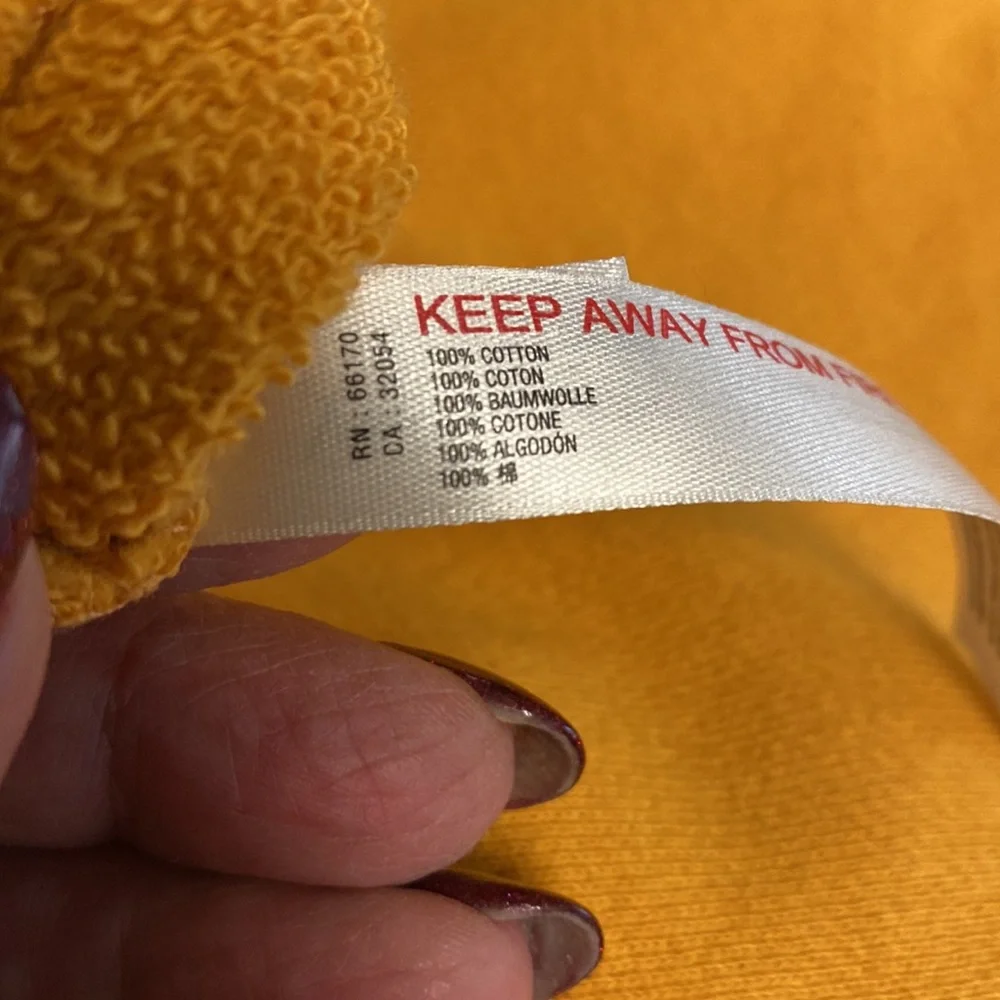 KEEP AWAY FROM
RN : 66170
CA : 32054
100% COTTON
100% COTON
100% BAUMWOLLE
100% COTONE
100% ALGODÓN
100% 棉